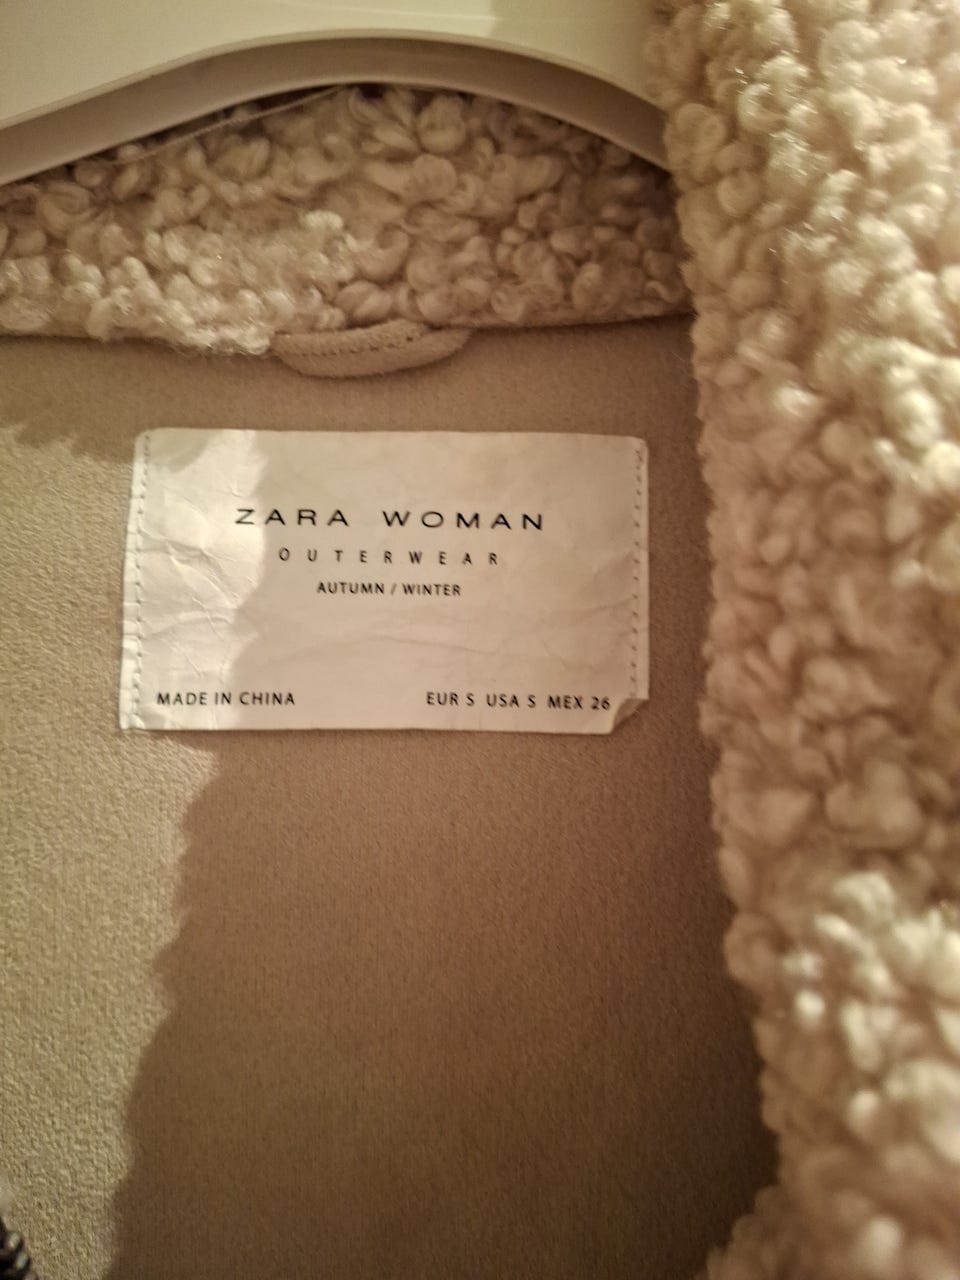 ZARA WOMAN
OUTERWEAR
AUTUMN / WINTER
MADE IN CHINA EUR S USA S MEX 26